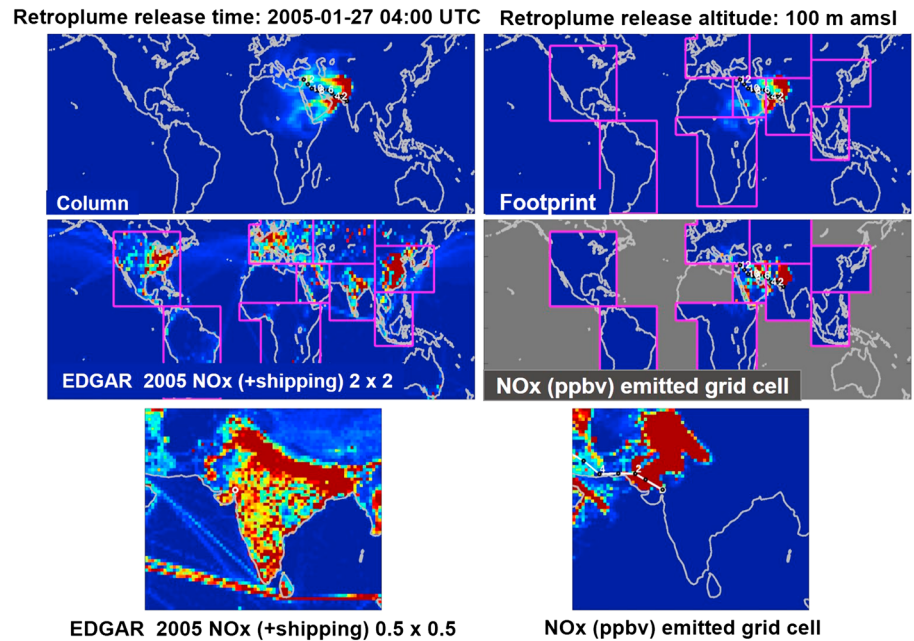 Retroplume release time: 2005-01-27 04:00 UTC
Retroplume release altitude: 100 m amsl
Column
Footprint
EDGAR 2005 NOx (+shipping) 2 x 2
NOx (ppbv) emitted grid cell
EDGAR 2005 NOx (+shipping) 0.5 x 0.5
NOx (ppbv) emitted grid cell